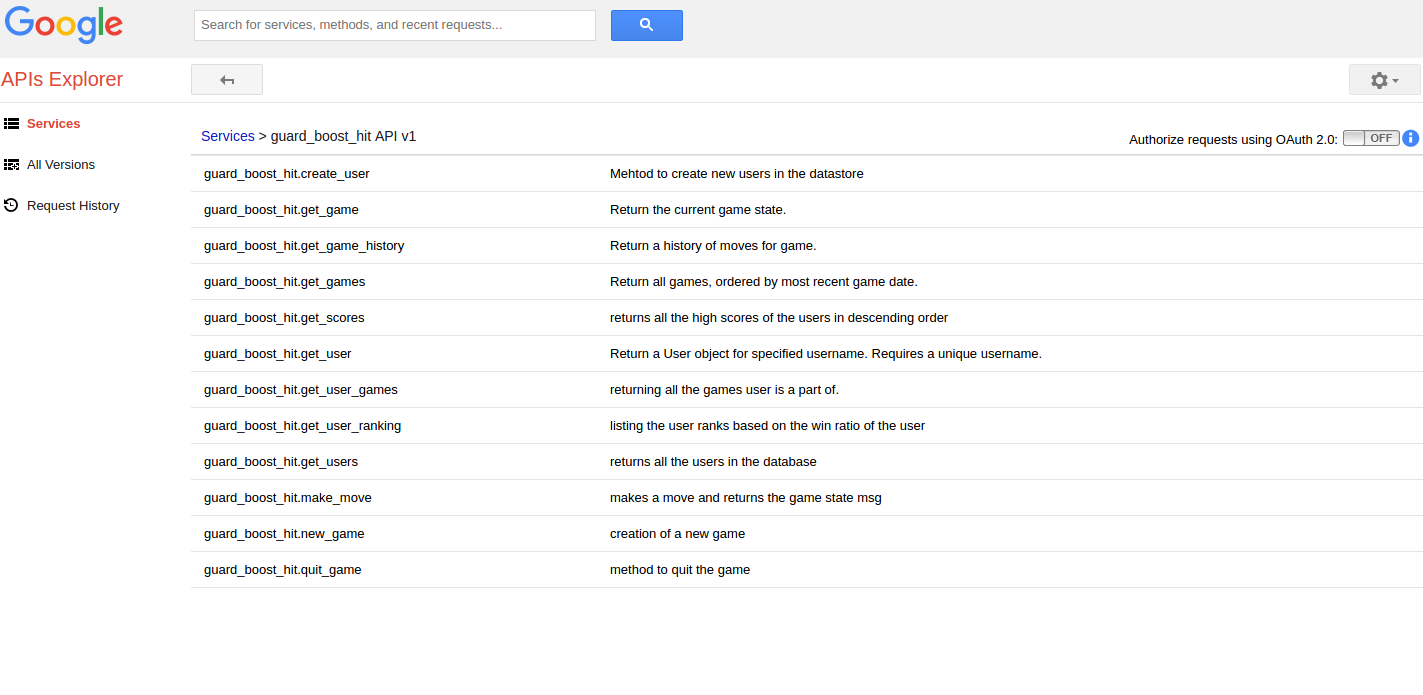 Google
Search for services, methods, and recent requests...
APIs Explorer
Services
All Versions
Request History
Services > guard_boost_hit API v1
Authorize requests using OAuth 2.0: OFF
guard_boost_hit.create_user Mehtod to create new users in the datastore
guard_boost_hit.get_game Return the current game state.
guard_boost_hit.get_game_history Return a history of moves for game.
guard_boost_hit.get_games Return all games, ordered by most recent game date.
guard_boost_hit.get_scores returns all the high scores of the users in descending order
guard_boost_hit.get_user Return a User object for specified username. Requires a unique username.
guard_boost_hit.get_user_games returning all the games user is a part of.
guard_boost_hit.get_user_ranking listing the user ranks based on the win ratio of the user
guard_boost_hit.get_users returns all the users in the database
guard_boost_hit.make_move makes a move and returns the game state msg
guard_boost_hit.new_game creation of a new game
guard_boost_hit.quit_game method to quit the game